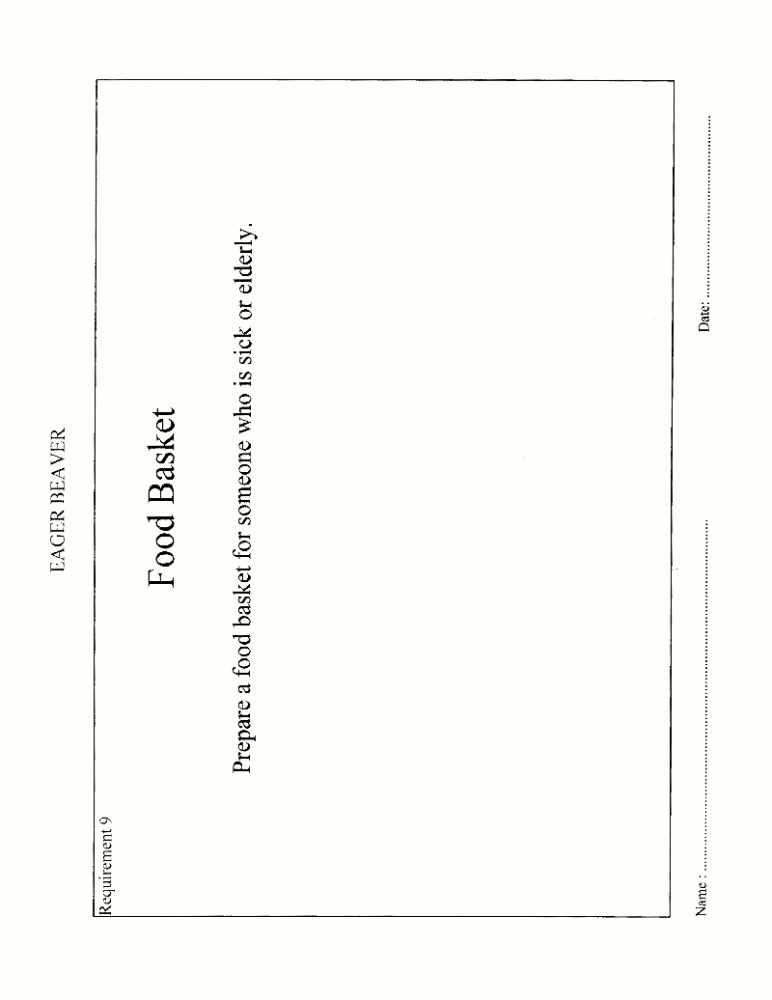 EAGER BEAVER
Requirement 9
Food Basket
Prepare a food basket for someone who is sick or elderly.
Name : ........................................................ Date: ........................................